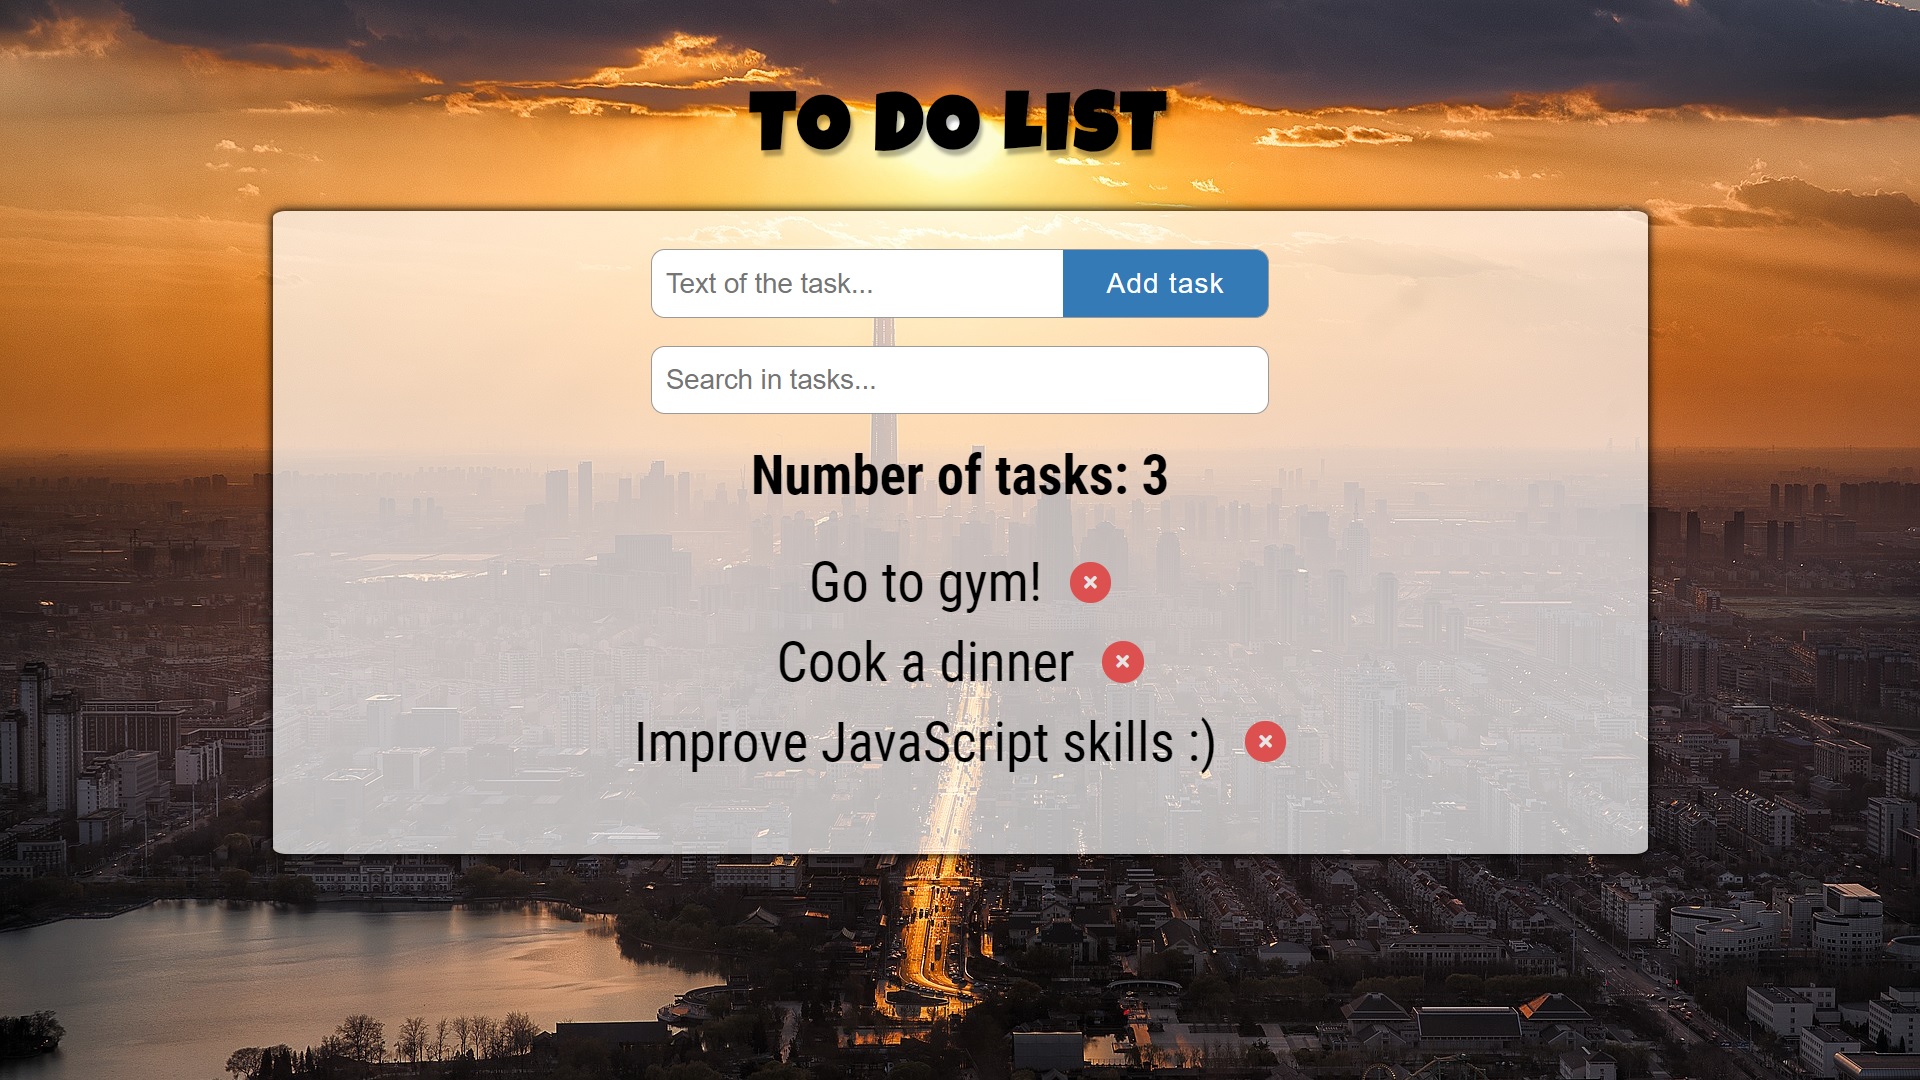 TO DO LIST
Text of the task... Add task
Search in tasks...
Number of tasks: 3
Go to gym!
Cook a dinner
Improve JavaScript skills :)